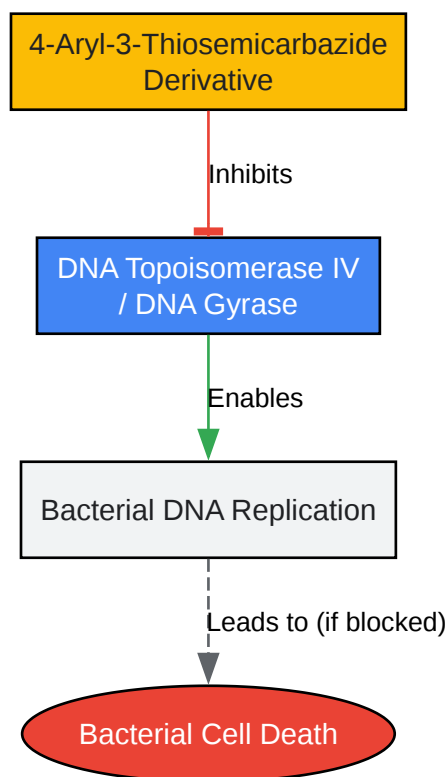 4-Aryl-3-Thiosemicarbazide
Derivative
Inhibits
DNA Topoisomerase IV
/ DNA Gyrase
Enables
Bacterial DNA Replication
Leads to (if blocked)
Bacterial Cell Death